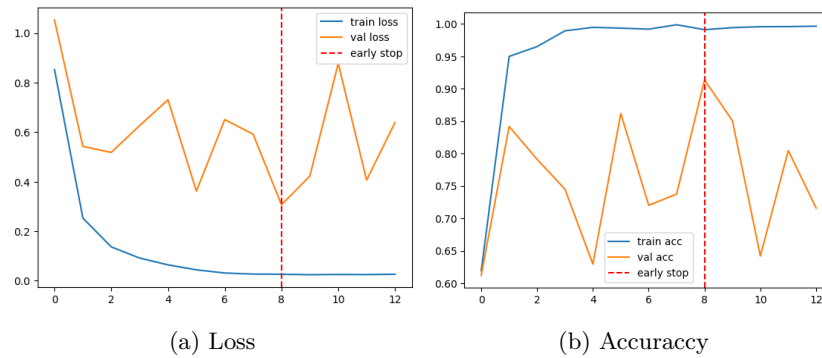 train loss
val loss
early stop
1.0
0.8
0.6
0.4
0.2
0.0
0 2 4 6 8 10 12
(a) Loss
1.00
0.95
0.90
0.85
0.80
0.75
0.70
0.65
0.60
train acc
val acc
early stop
0 2 4 6 8 10 12
(b) Accuraccy